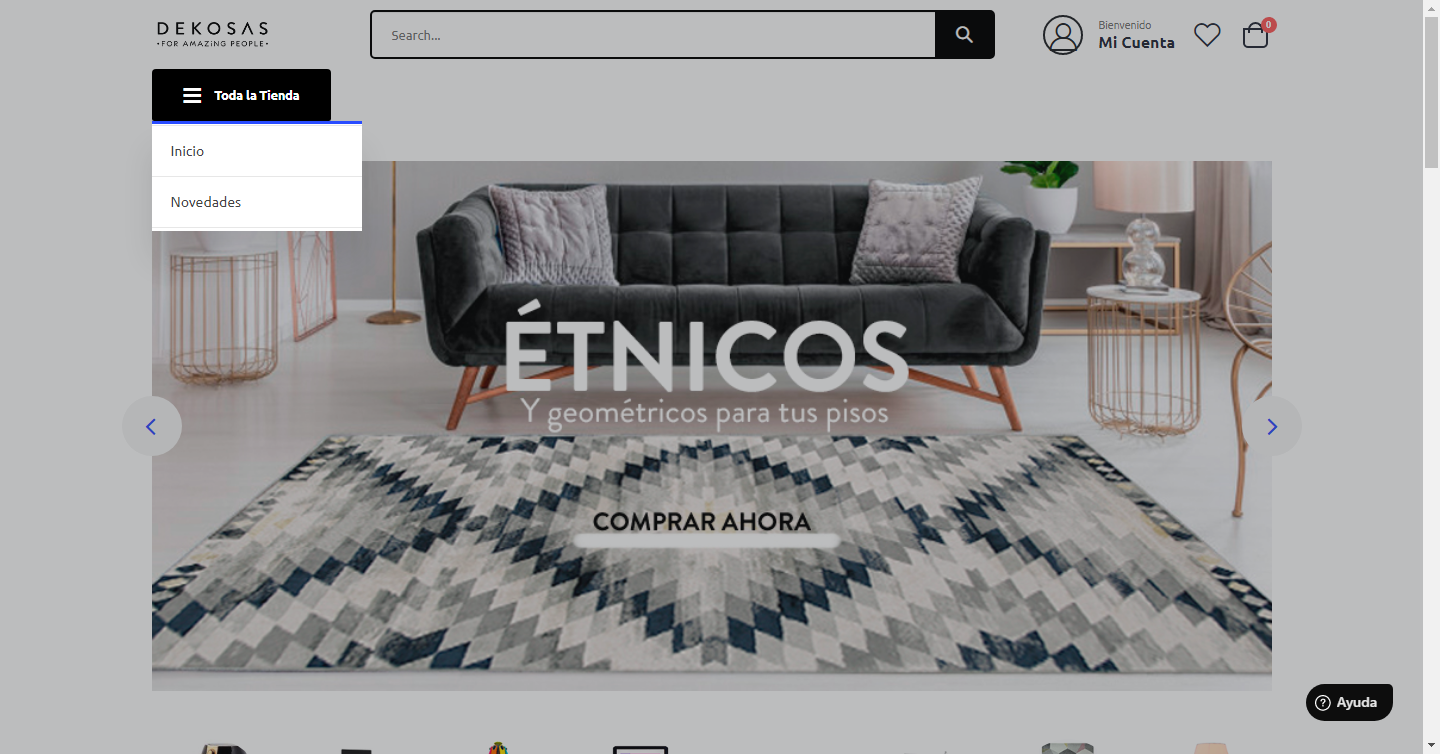 DEKOSAS
•FOR AMAZiNG PEOPLE•
Search...
Bienvenido
Mi Cuenta
0
Toda la Tienda
Inicio
Novedades
ÉTNICOS
Y geométricos para tus pisos
COMPRAR AHORA
Ayuda